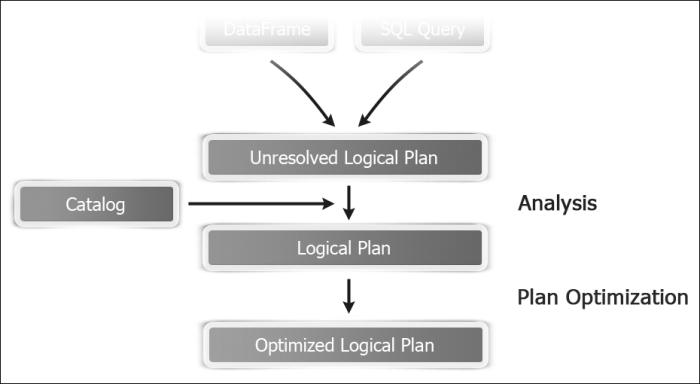 DataFrame
SQL Query
Unresolved Logical Plan
Catalog
Analysis
Logical Plan
Plan Optimization
Optimized Logical Plan